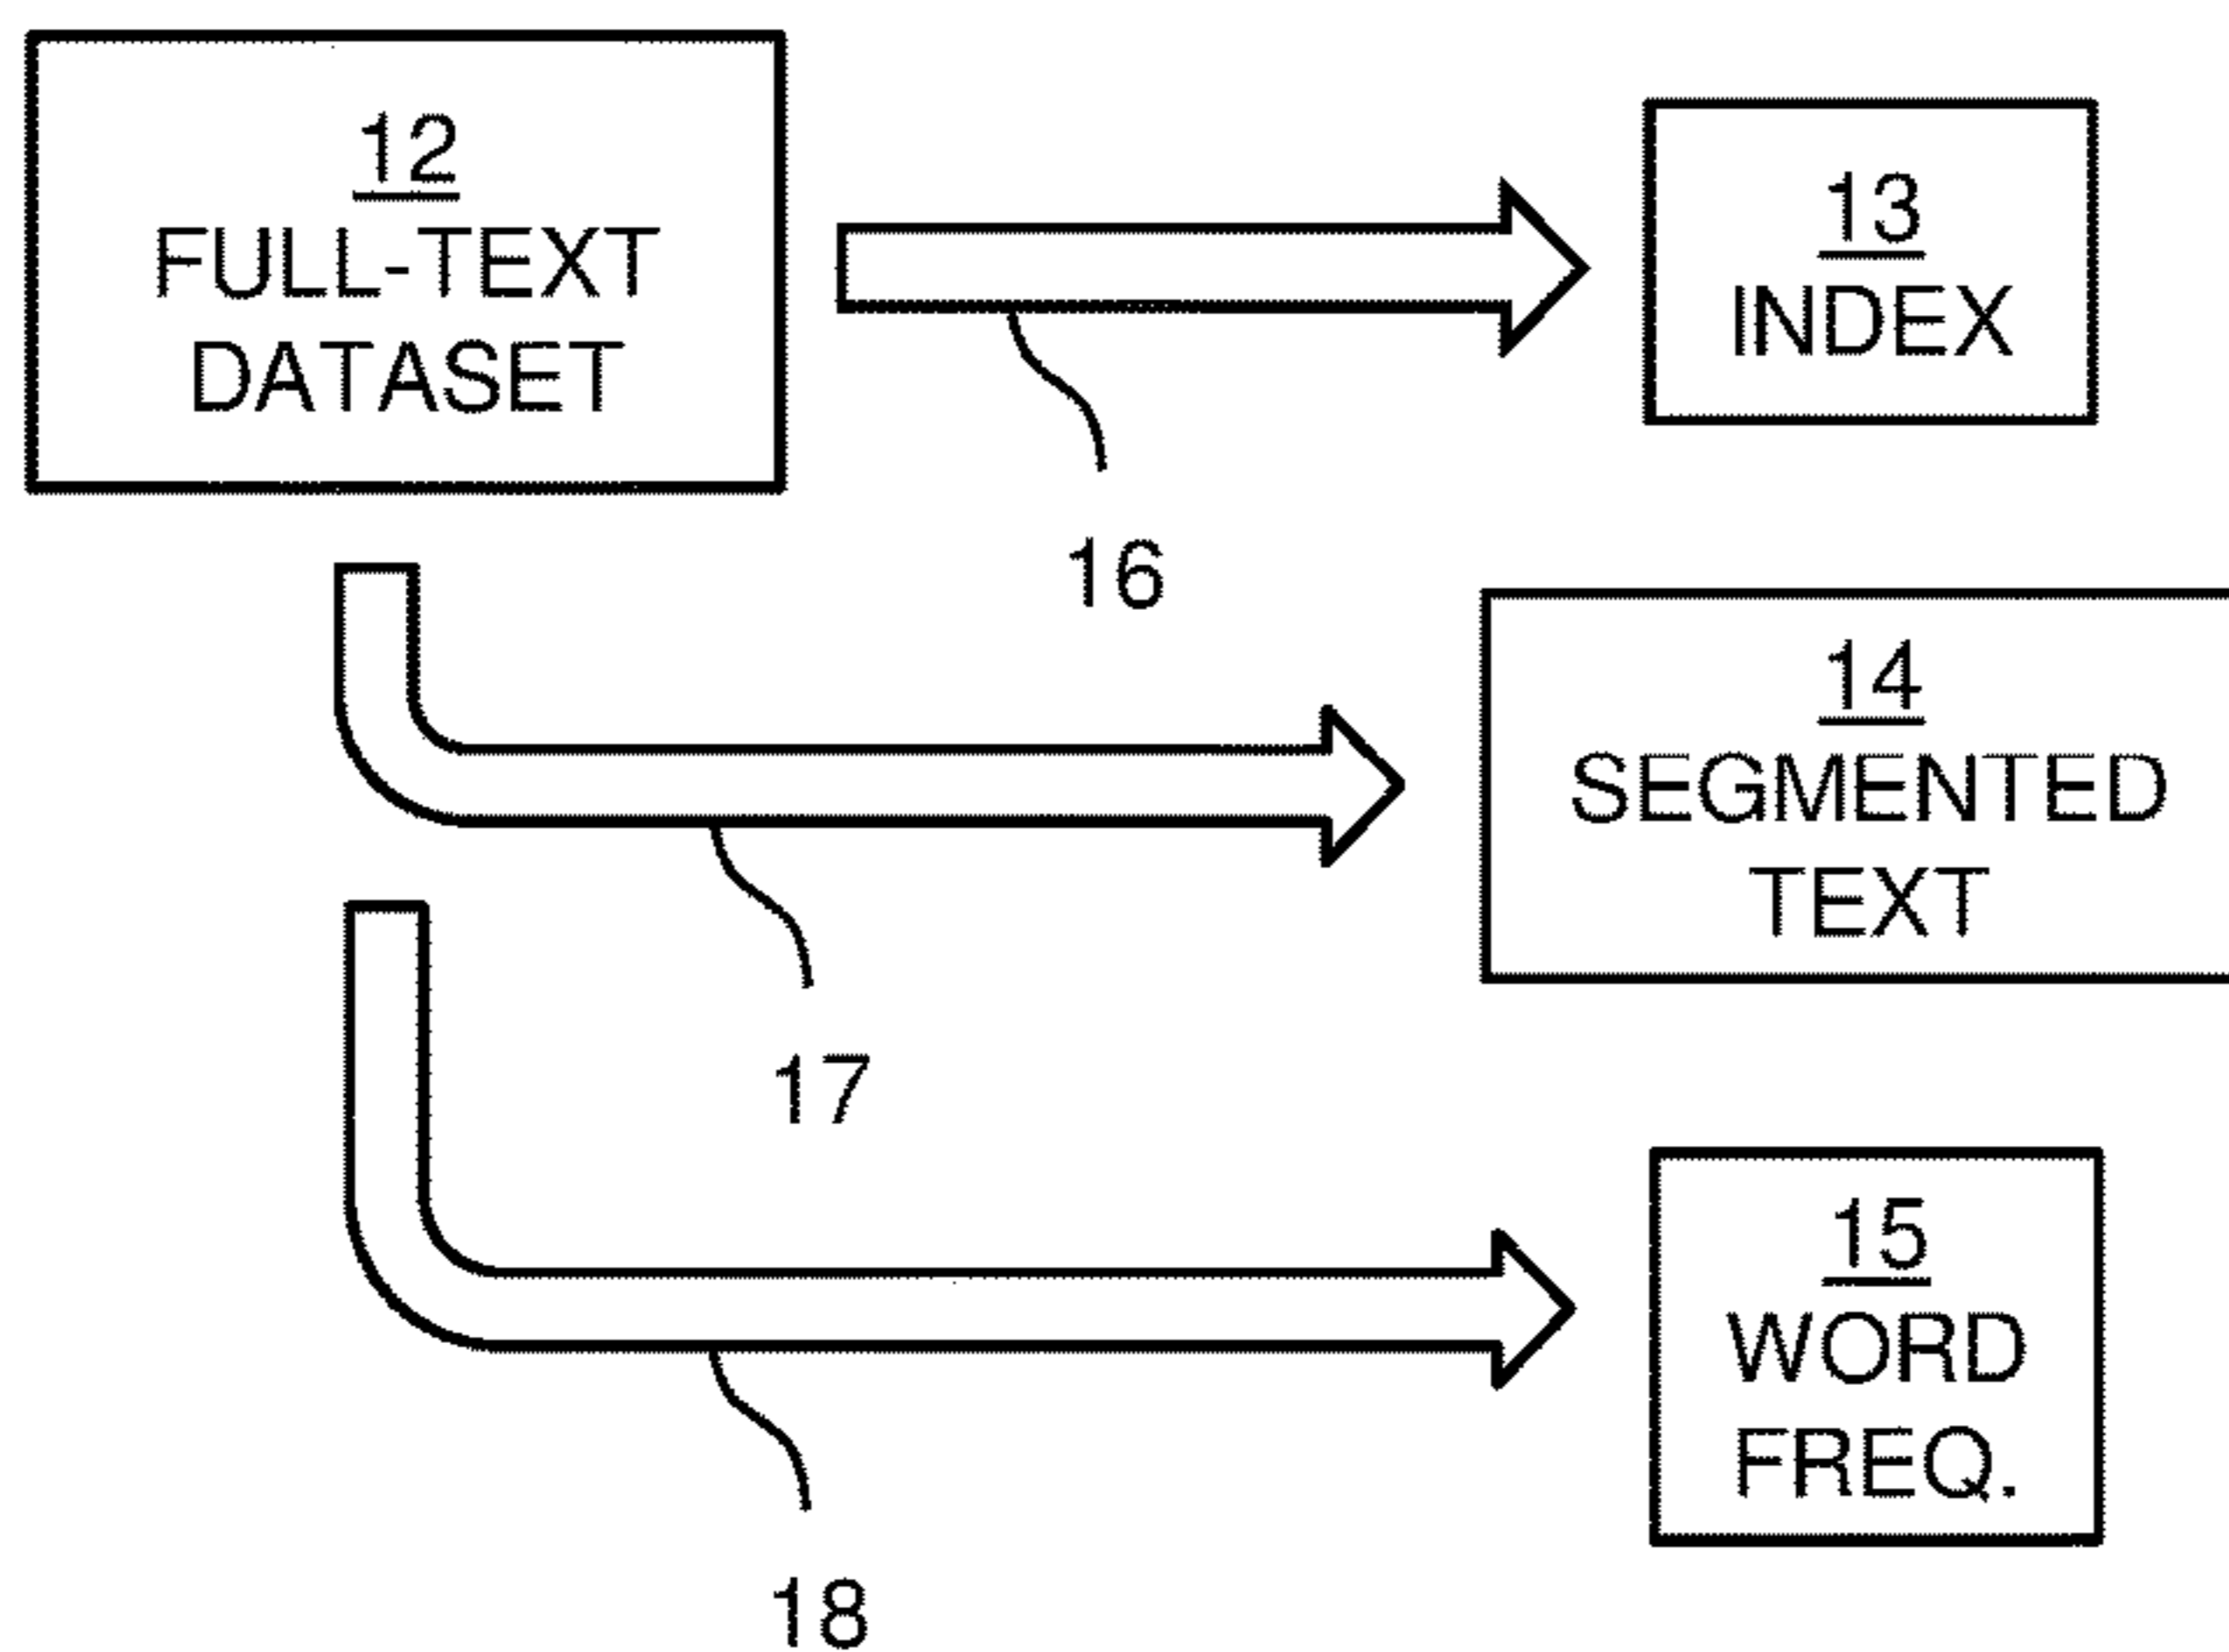 12
FULL-TEXT
DATASET
13
INDEX
16
14
SEGMENTED
TEXT
17
15
WORD
FREQ.
18